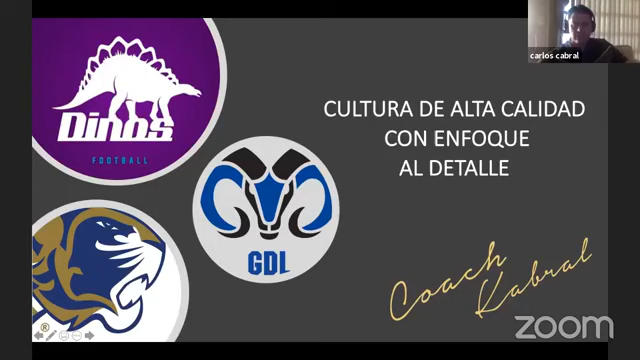 carlos cabral
CULTURA DE ALTA CALIDAD
CON ENFOQUE
AL DETALLE
Dinos
FOOTBALL
GDL
Coach
Kabral
®
zoom